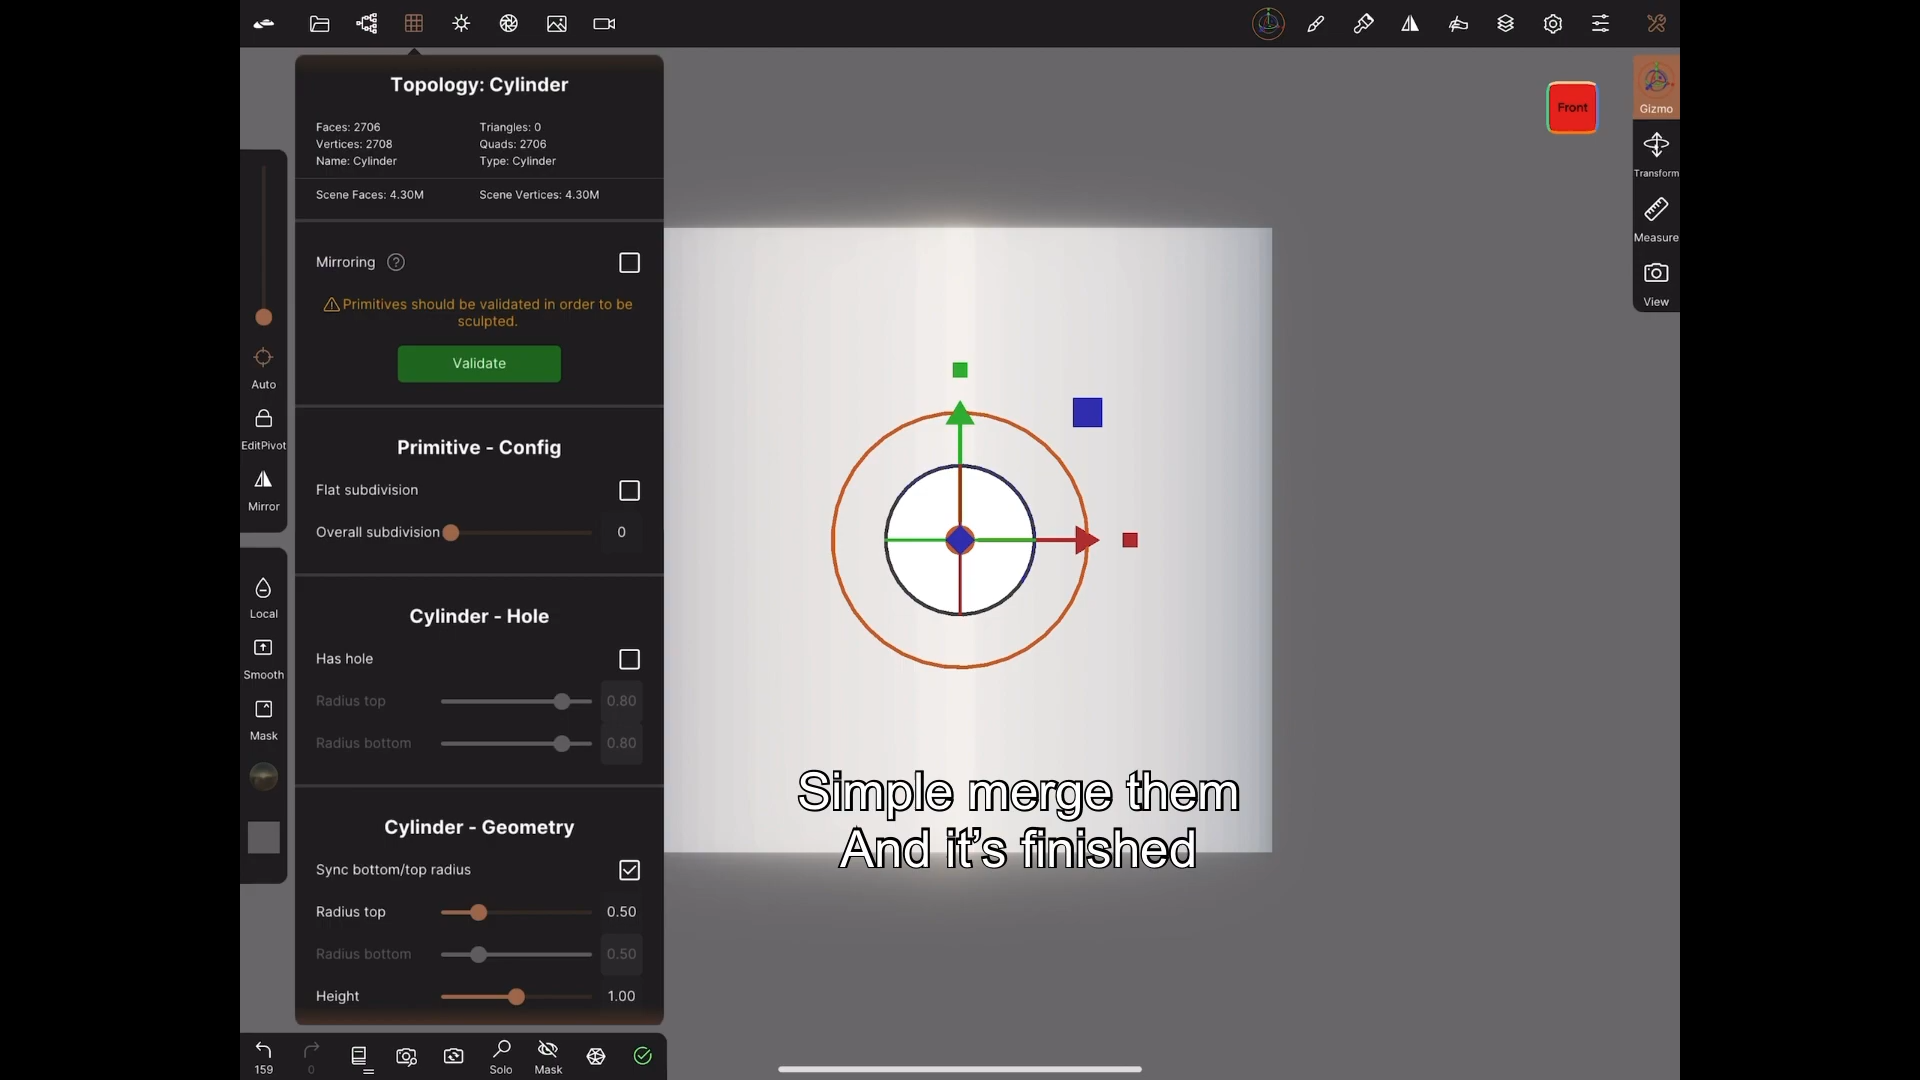 Topology: Cylinder
Faces: 2706
Triangles: 0
Vertices: 2708
Quads: 2706
Name: Cylinder
Type: Cylinder
Scene Faces: 4.30M
Scene Vertices: 4.30M
Mirroring ?
Primitives should be validated in order to be
sculpted.
Validate
Primitive - Config
Flat subdivision
Overall subdivision 0
Cylinder - Hole
Has hole
Radius top 0.80
Radius bottom 0.80
Cylinder - Geometry
Sync bottom/top radius
Radius top 0.50
Radius bottom 0.50
Height 1.00
Auto
EditPivot
Mirror
Local
Smooth
Mask
159
0
Solo
Mask
Front
Gizmo
Transform
Measure
View
Simple merge them
And it's finished